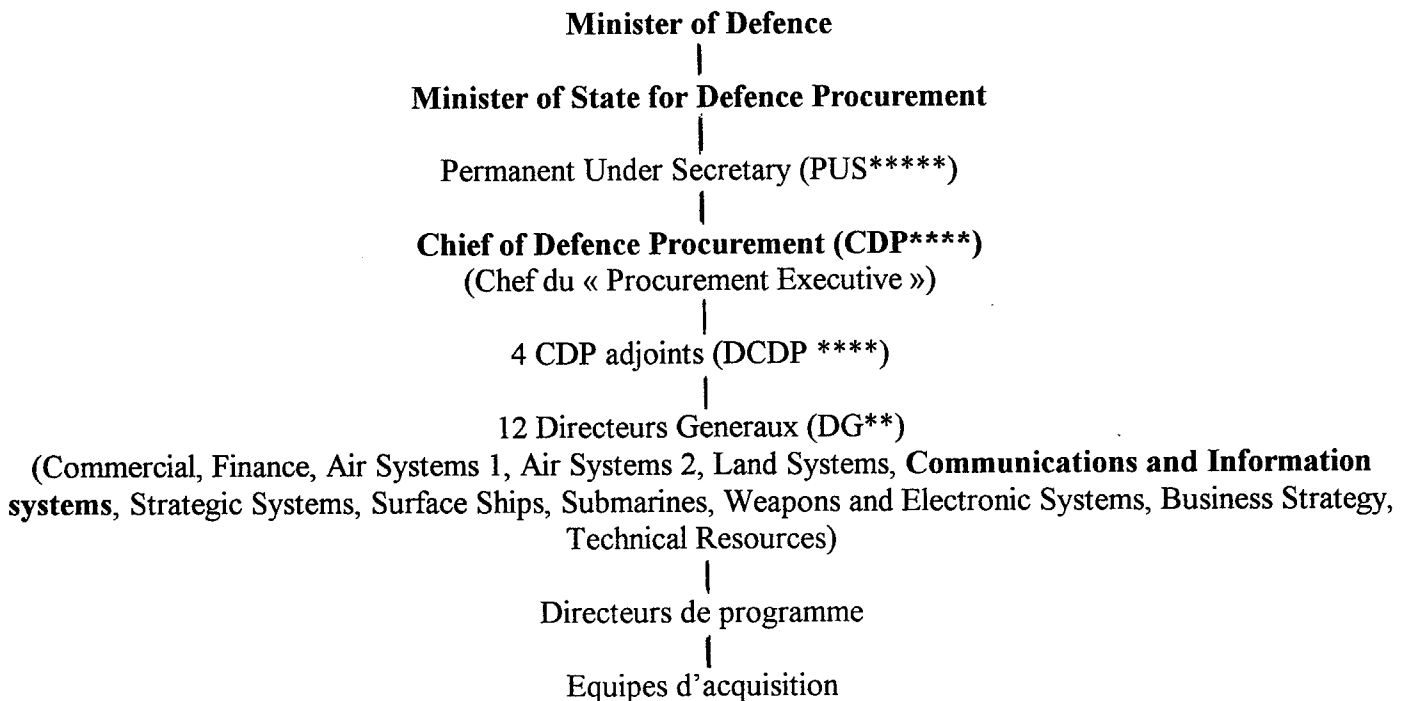 Minister of Defence
Minister of State for Defence Procurement
Permanent Under Secretary (PUS*****)
Chief of Defence Procurement (CDP****)
(Chef du « Procurement Executive »)
4 CDP adjoints (DCDP ****)
12 Directeurs Generaux (DG**)
(Commercial, Finance, Air Systems 1, Air Systems 2, Land Systems, Communications and Information
systems, Strategic Systems, Surface Ships, Submarines, Weapons and Electronic Systems, Business Strategy,
Technical Resources)
Directeurs de programme
Equipes d'acquisition